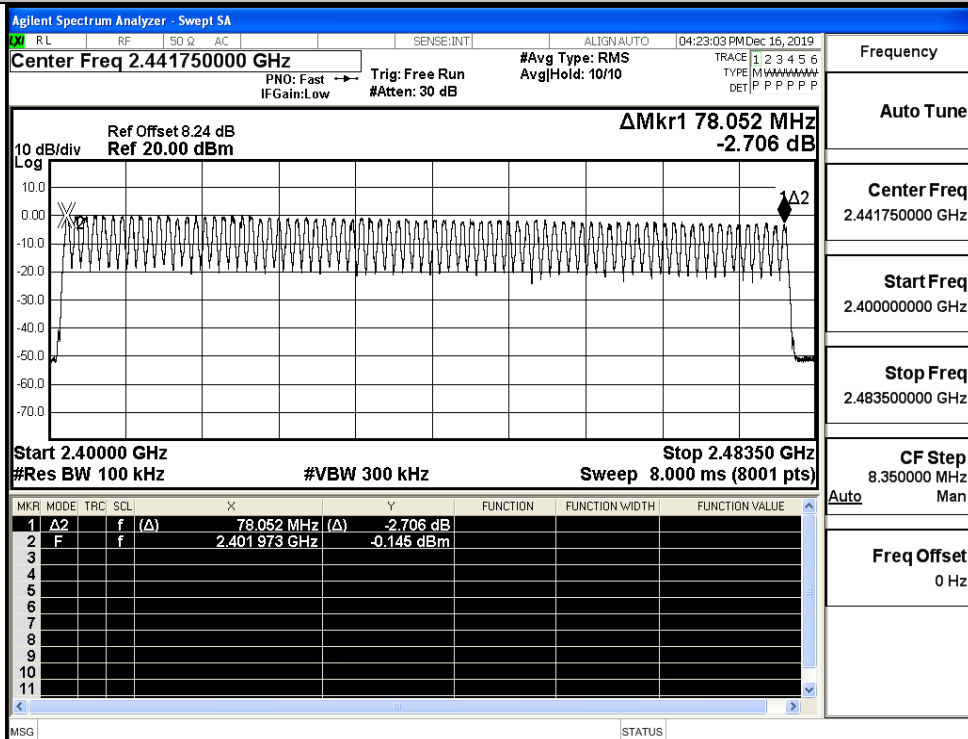 Agilent Spectrum Analyzer - Swept SA
LXI RL RF 50 Ω AC SENSE:INT ALIGN AUTO 04:23:03 PM Dec 16, 2019
Center Freq 2.441750000 GHz
PNO: Fast
IFGain:Low
Trig: Free Run
#Atten: 30 dB
#Avg Type: RMS
Avg|Hold: 10/10
TRACE 1 2 3 4 5 6
TYPE M WWWWW
DET P P P P P P
Frequency
Auto Tune
Center Freq
2.441750000 GHz
Start Freq
2.400000000 GHz
Stop Freq
2.483500000 GHz
CF Step
8.350000 MHz
Auto Man
Freq Offset
0 Hz
ΔMkr1 78.052 MHz
-2.706 dB
Ref Offset 8.24 dB
10 dB/div Ref 20.00 dBm
Log
10.0
0.00
-10.0
-20.0
-30.0
-40.0
-50.0
-60.0
-70.0
2
1Δ2
Start 2.40000 GHz Stop 2.48350 GHz
#Res BW 100 kHz #VBW 300 kHz Sweep 8.000 ms (8001 pts)
MKR MODE TRC SCL X Y FUNCTION FUNCTION WIDTH FUNCTION VALUE
1 Δ2 f (Δ) 78.052 MHz (Δ) -2.706 dB
2 F f 2.401 973 GHz -0.145 dBm
3
4
5
6
7
8
9
10
11
MSG STATUS